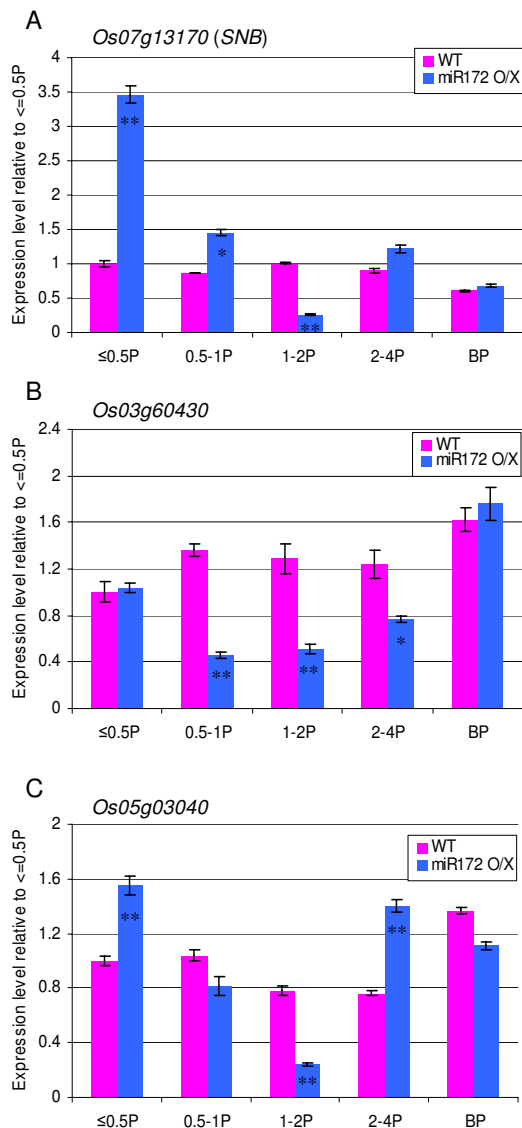 A
Os07g13170 (SNB)
WT
miR172 O/X
Expression level relative to <=0.5P
4
3.5
3
2.5
2
1.5
1
0.5
0
**
*
**
≤0.5P 0.5-1P 1-2P 2-4P BP
B
Os03g60430
WT
miR172 O/X
Expression level relative to <=0.5P
2.4
2
1.6
1.2
0.8
0.4
0
**
**
*
≤0.5P 0.5-1P 1-2P 2-4P BP
C
Os05g03040
WT
miR172 O/X
Expression level relative to <=0.5P
2
1.6
1.2
0.8
0.4
0
**
**
**
≤0.5P 0.5-1P 1-2P 2-4P BP